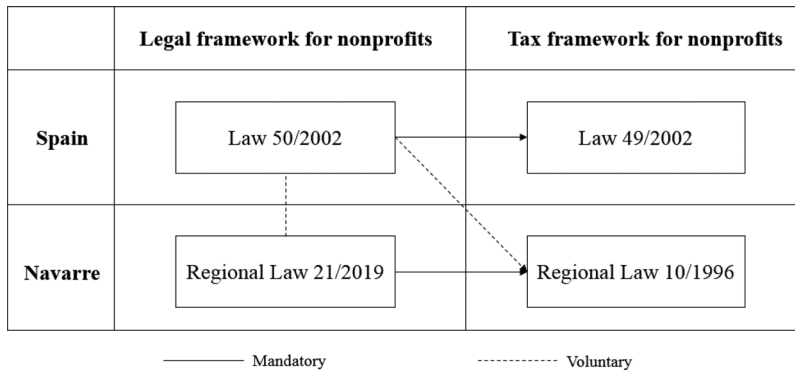 Legal framework for nonprofits
Tax framework for nonprofits
Spain
Law 50/2002
Law 49/2002
Navarre
Regional Law 21/2019
Regional Law 10/1996
Mandatory
Voluntary